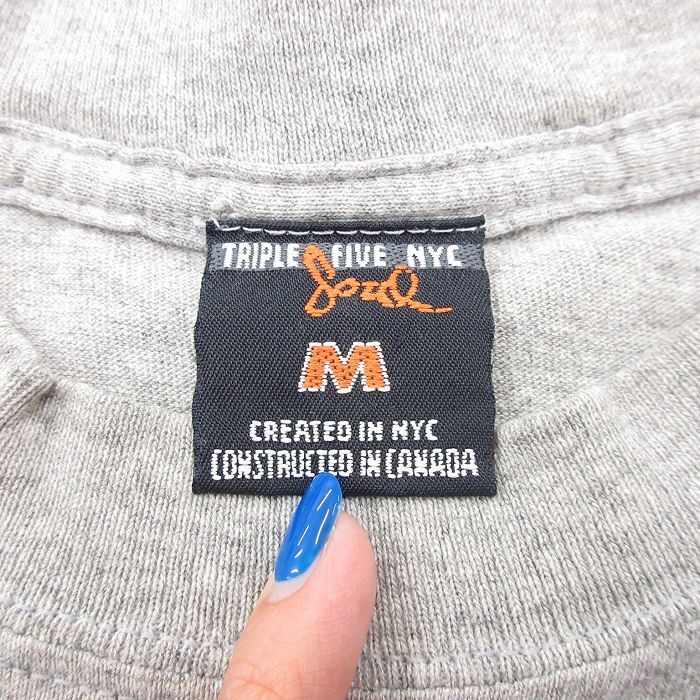 TRIPLE FIVE NYC
Soul
M
CREATED IN NYC
CONSTRUCTED IN CANADA